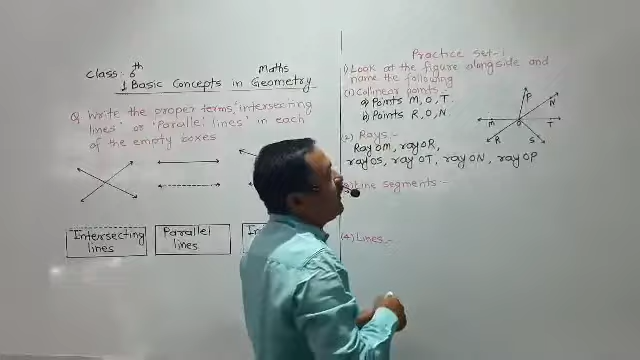 Class:- 6th
Maths
1 Basic Concepts in Geometry
Q Write the proper terms, 'intersecting
lines' or 'Parallel lines' in each
of the empty boxes
Intersecting
lines
Parallel
lines
Practice Set-1
1) Look at the figure alongside and
name the following
(1) Collinear points :-
a) Points M, O, T.
b) Points R, O, N.
(2) Rays :-
Ray OM, ray OR,
ray OS, ray OT, ray ON, ray OP
Line segments :-
(4) Lines :-
P
N
M
O
T
R
S